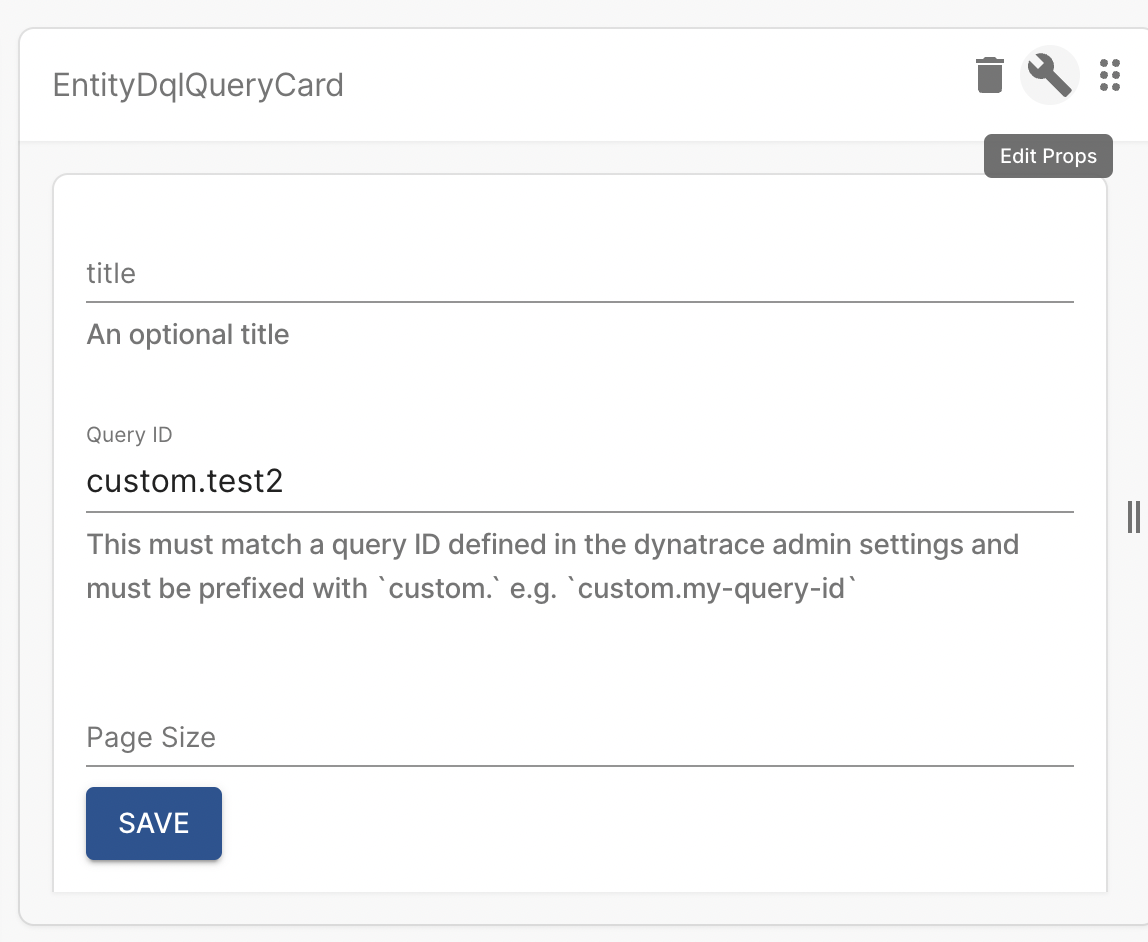 EntityDqlQueryCard
Edit Props
title
An optional title
Query ID
custom.test2
This must match a query ID defined in the dynatrace admin settings and
must be prefixed with `custom.` e.g. `custom.my-query-id`
Page Size
SAVE